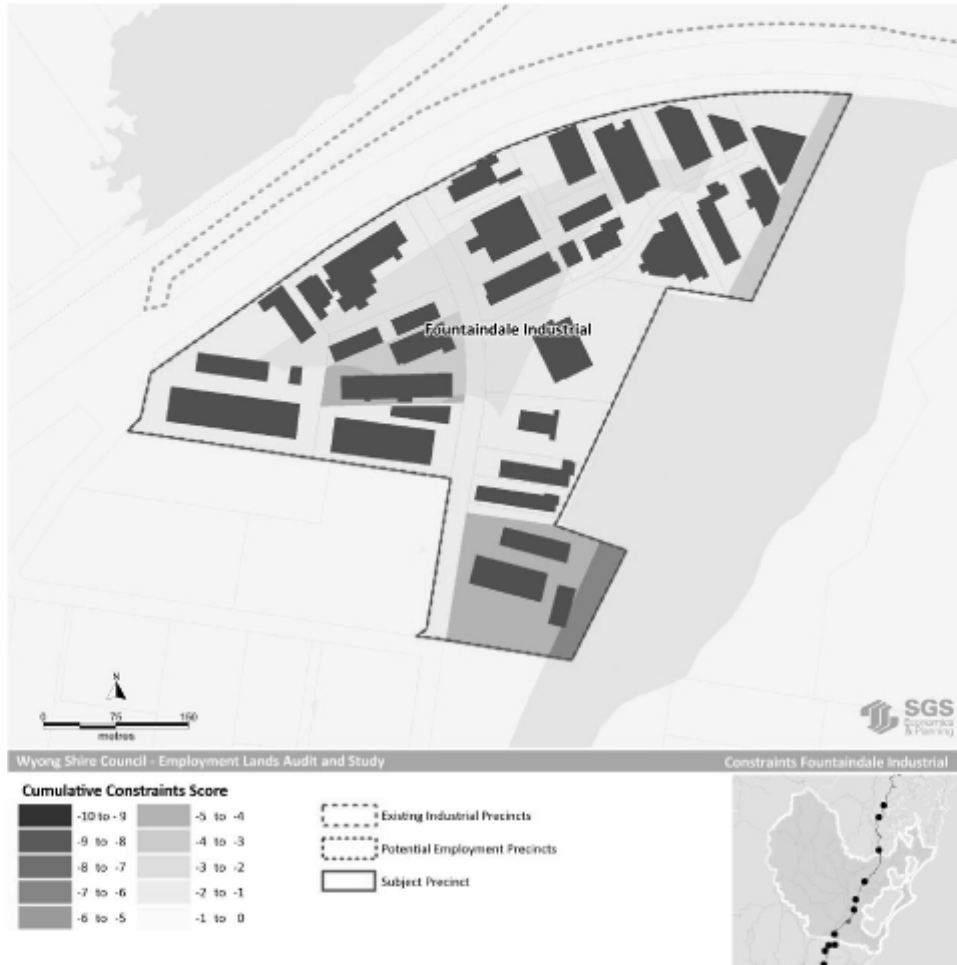 Fountaindale Industrial
N
0 75 150
metres
SGS
Economics
& Planning
Wyong Shire Council - Employment Lands Audit and Study
Constraints Fountaindale Industrial
Cumulative Constraints Score
-10 to -9
-9 to -8
-8 to -7
-7 to -6
-6 to -5
-5 to -4
-4 to -3
-3 to -2
-2 to -1
-1 to 0
Existing Industrial Precincts
Potential Employment Precincts
Subject Precinct